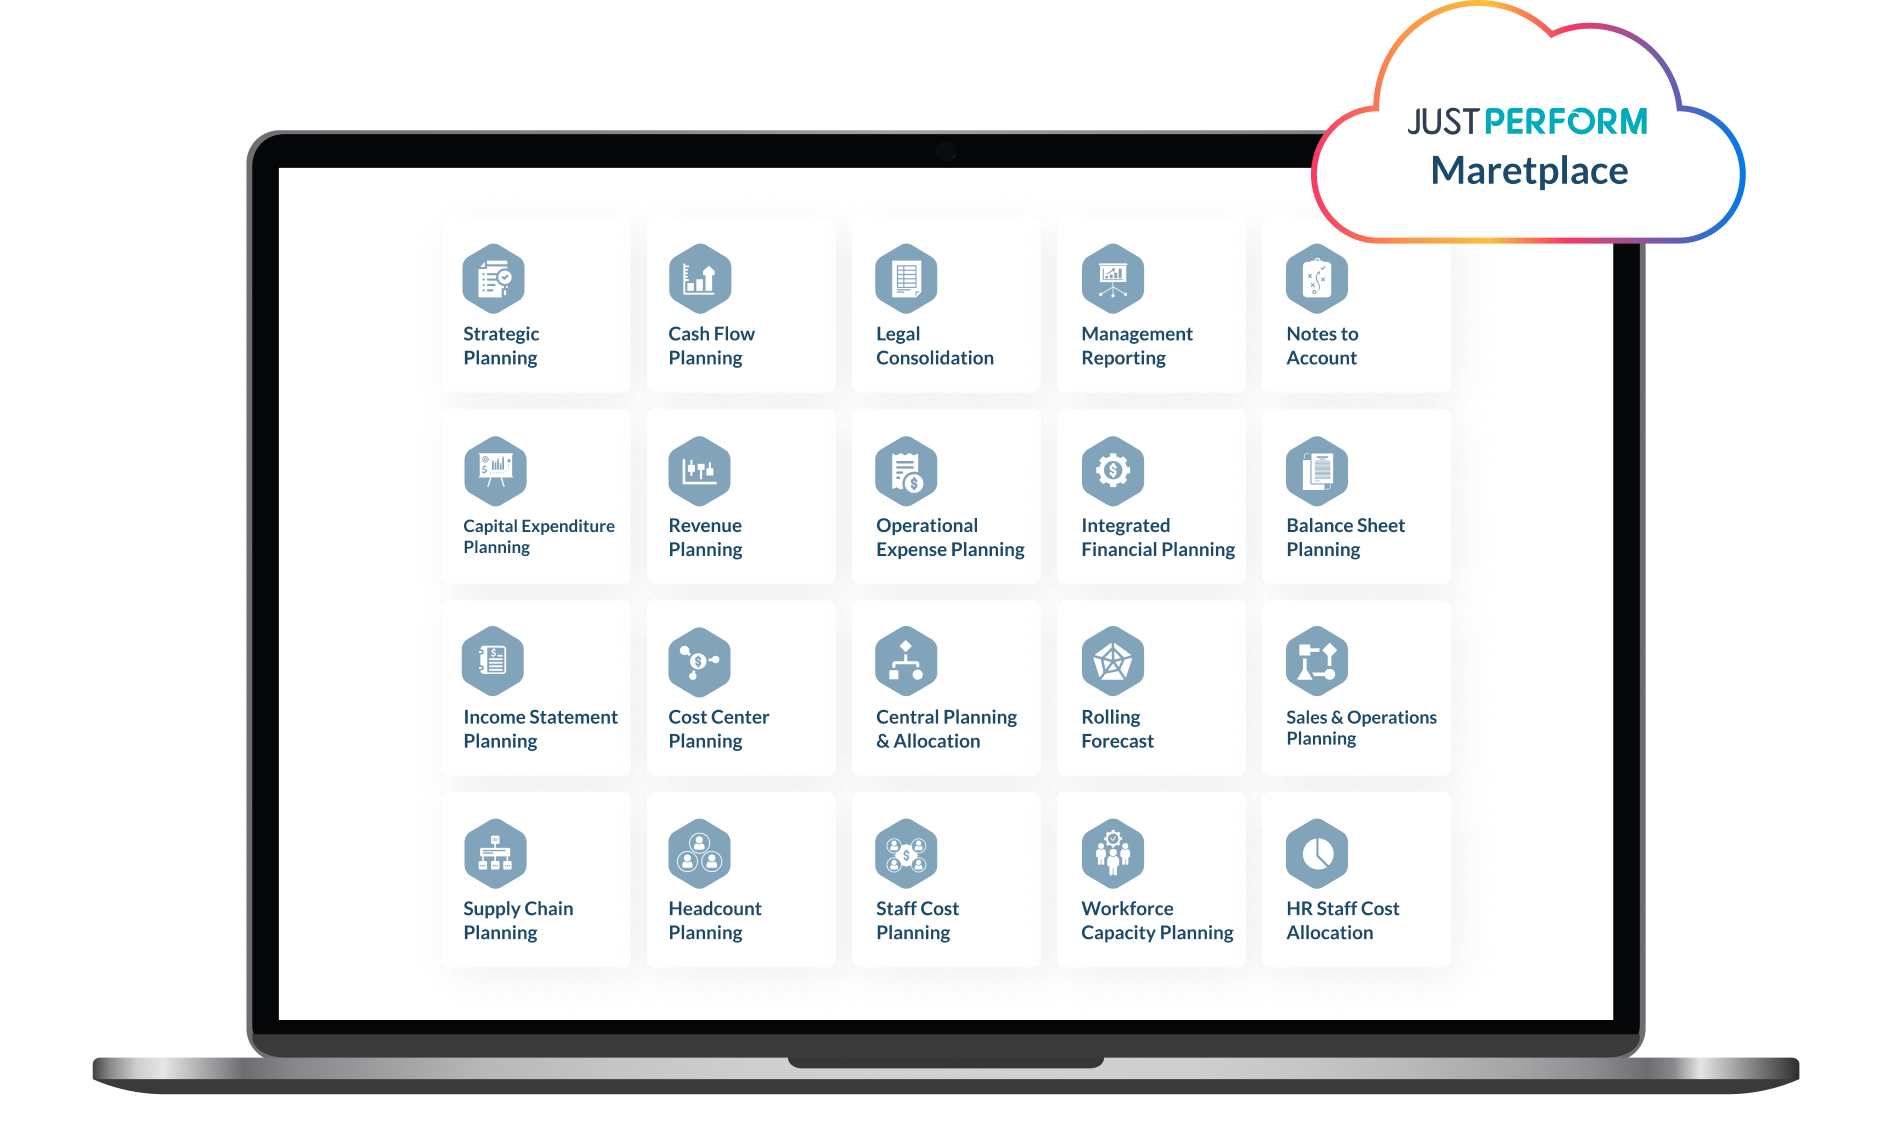 JUSTPERFORM
Maretplace
Strategic
Planning
Cash Flow
Planning
Legal
Consolidation
Management
Reporting
Notes to
Account
Capital Expenditure
Planning
Revenue
Planning
Operational
Expense Planning
Integrated
Financial Planning
Balance Sheet
Planning
Income Statement
Planning
Cost Center
Planning
Central Planning
& Allocation
Rolling
Forecast
Sales & Operations
Planning
Supply Chain
Planning
Headcount
Planning
Staff Cost
Planning
Workforce
Capacity Planning
HR Staff Cost
Allocation